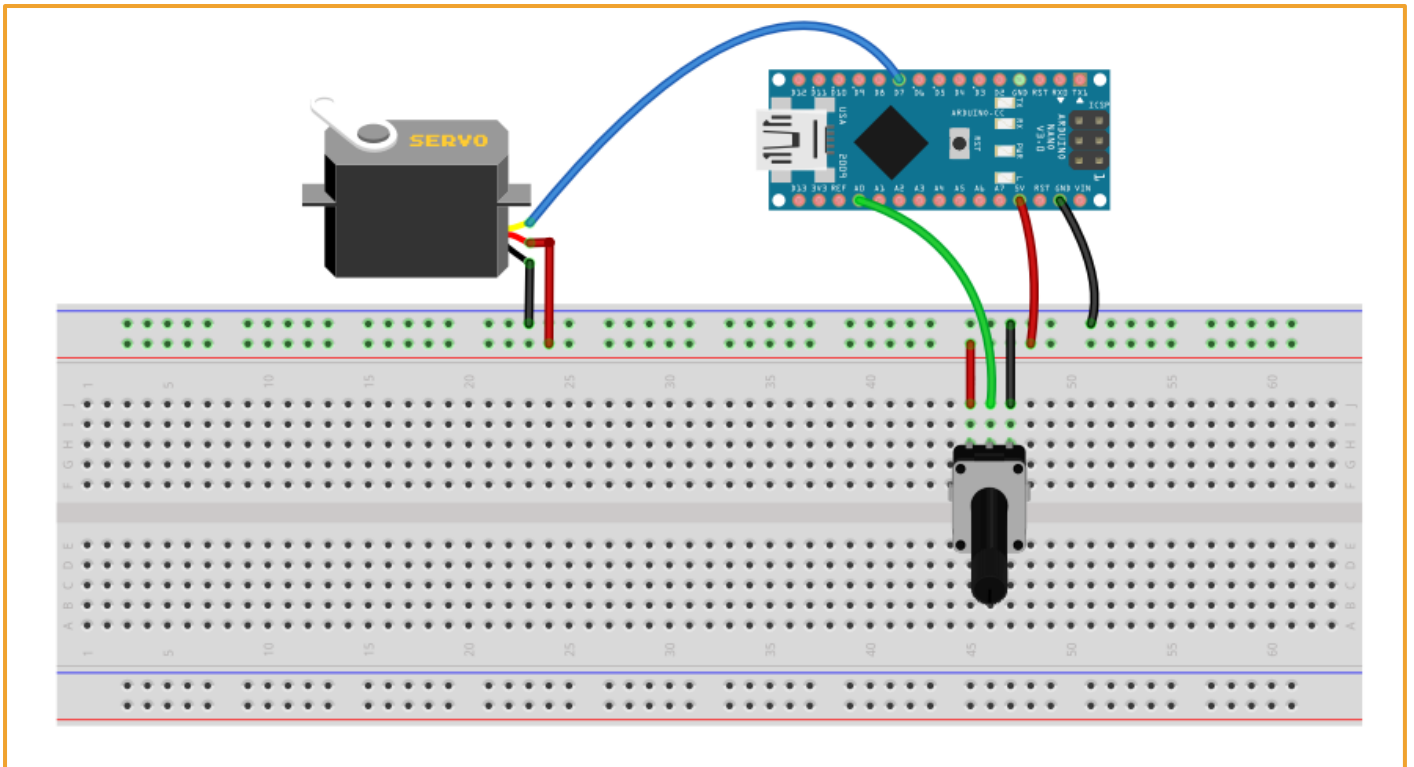 D12 D11 D10 D9 D8 D7 D6 D5 D4 D3 D2 GND RST RX0 TX1
SERVO
USA
2009
ARDUINO.CC
RST
TX
RX
PWR
L
ARDUINO
NANO
V3.0
ICSP
1
D13 3V3 REF A0 A1 A2 A3 A4 A5 A6 A7 5V RST GND VIN
1 5 10 15 20 25 30 35 40 50 55 60
J J
I I
H H
G G
F F
E E
D D
C C
B B
A A
1 5 10 15 20 25 30 35 40 45 50 55 60